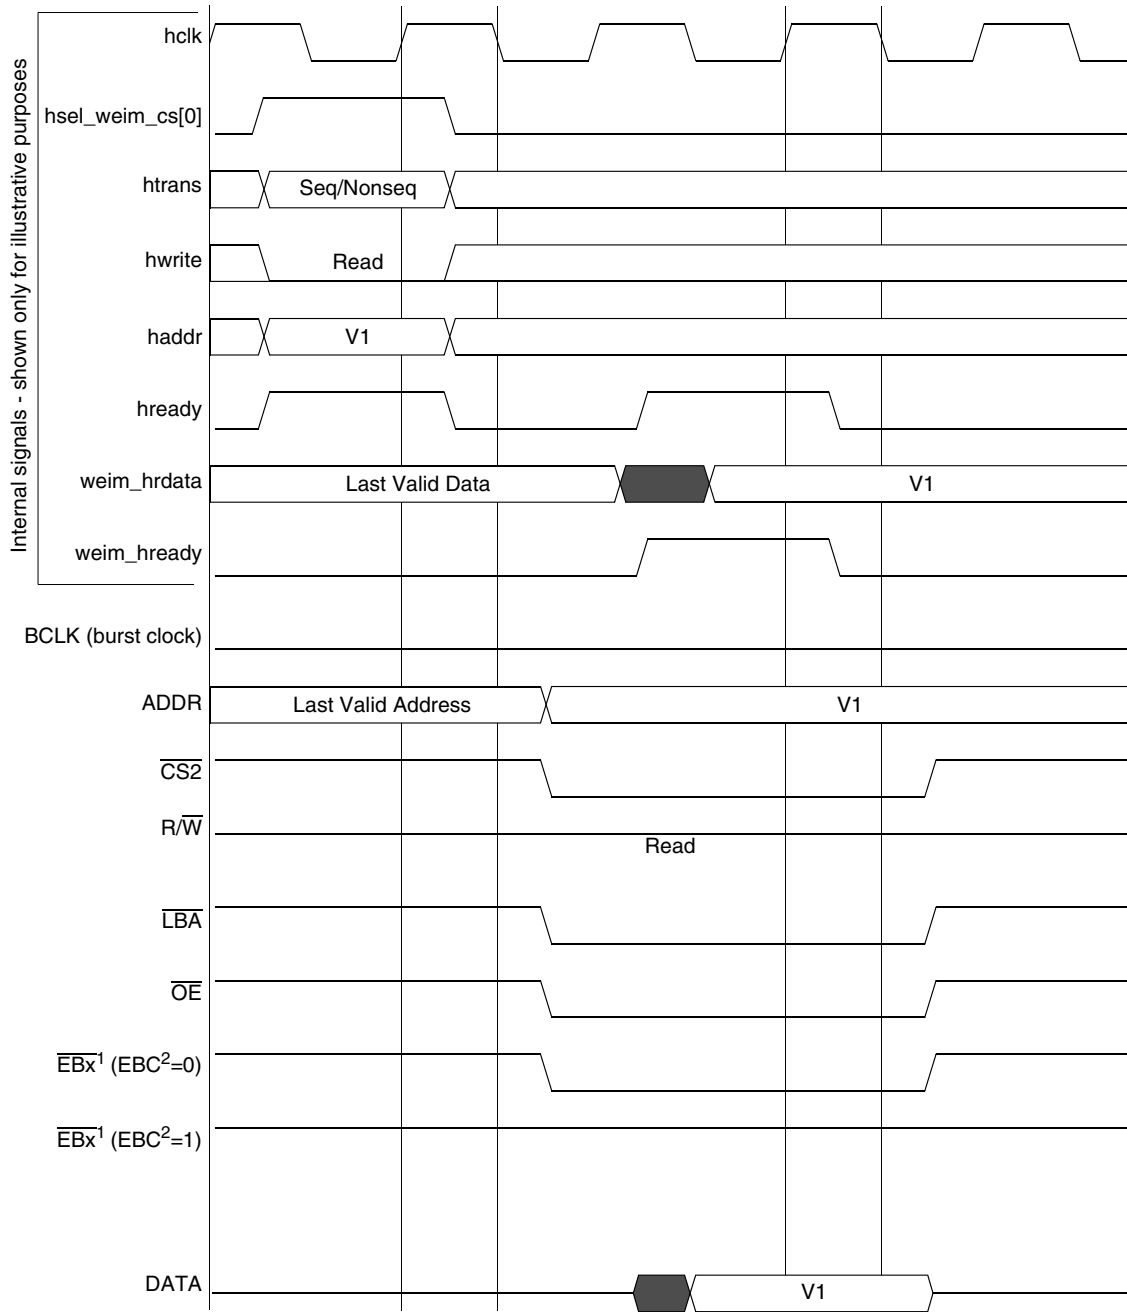 Internal signals - shown only for illustrative purposes
hclk
hsel_weim_cs[0]
htrans Seq/Nonseq
hwrite Read
haddr V1
hready
weim_hrdata Last Valid Data V1
weim_hready
BCLK (burst clock)
ADDR Last Valid Address V1
CS2
R/W
Read
LBA
OE
EBx¹ (EBC²=0)
EBx¹ (EBC²=1)
DATA V1